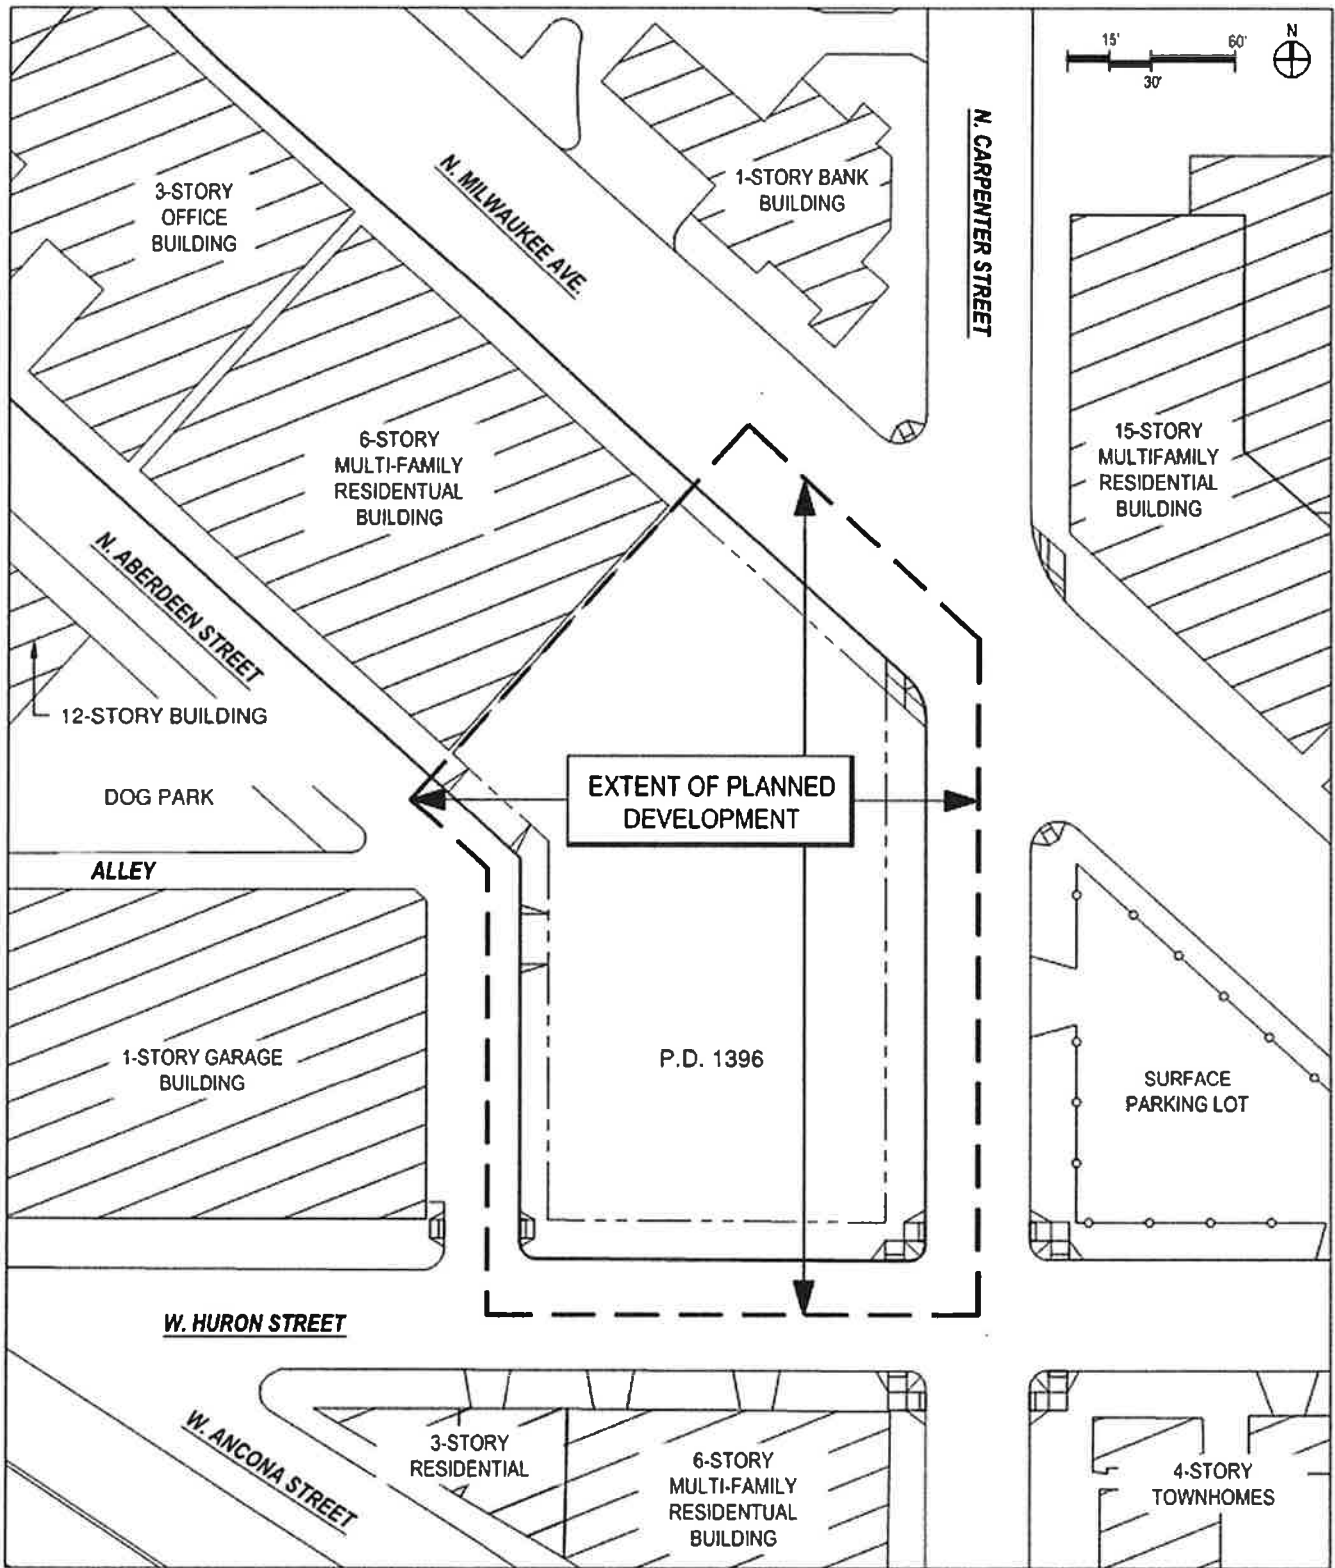 15'
60'
30'
N
N. CARPENTER STREET
N. MILWAUKEE AVE.
1-STORY BANK
BUILDING
3-STORY
OFFICE
BUILDING
6-STORY
MULTI-FAMILY
RESIDENTUAL
BUILDING
15-STORY
MULTIFAMILY
RESIDENTIAL
BUILDING
N. ABERDEEN STREET
12-STORY BUILDING
DOG PARK
EXTENT OF PLANNED
DEVELOPMENT
ALLEY
1-STORY GARAGE
BUILDING
P.D. 1396
SURFACE
PARKING LOT
W. HURON STREET
W. ANCONA STREET
3-STORY
RESIDENTIAL
6-STORY
MULTI-FAMILY
RESIDENTUAL
BUILDING
4-STORY
TOWNHOMES